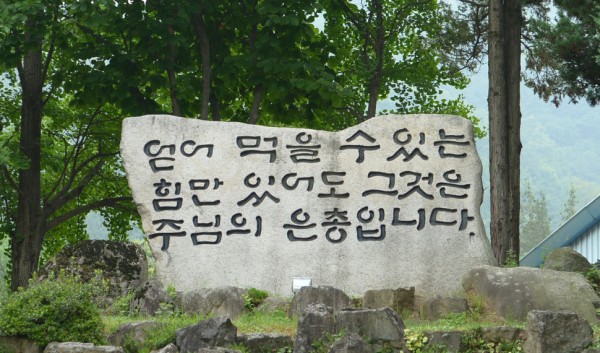 얻어 먹을 수 있는
힘만 있어도 그것은
주님의 은총입니다.